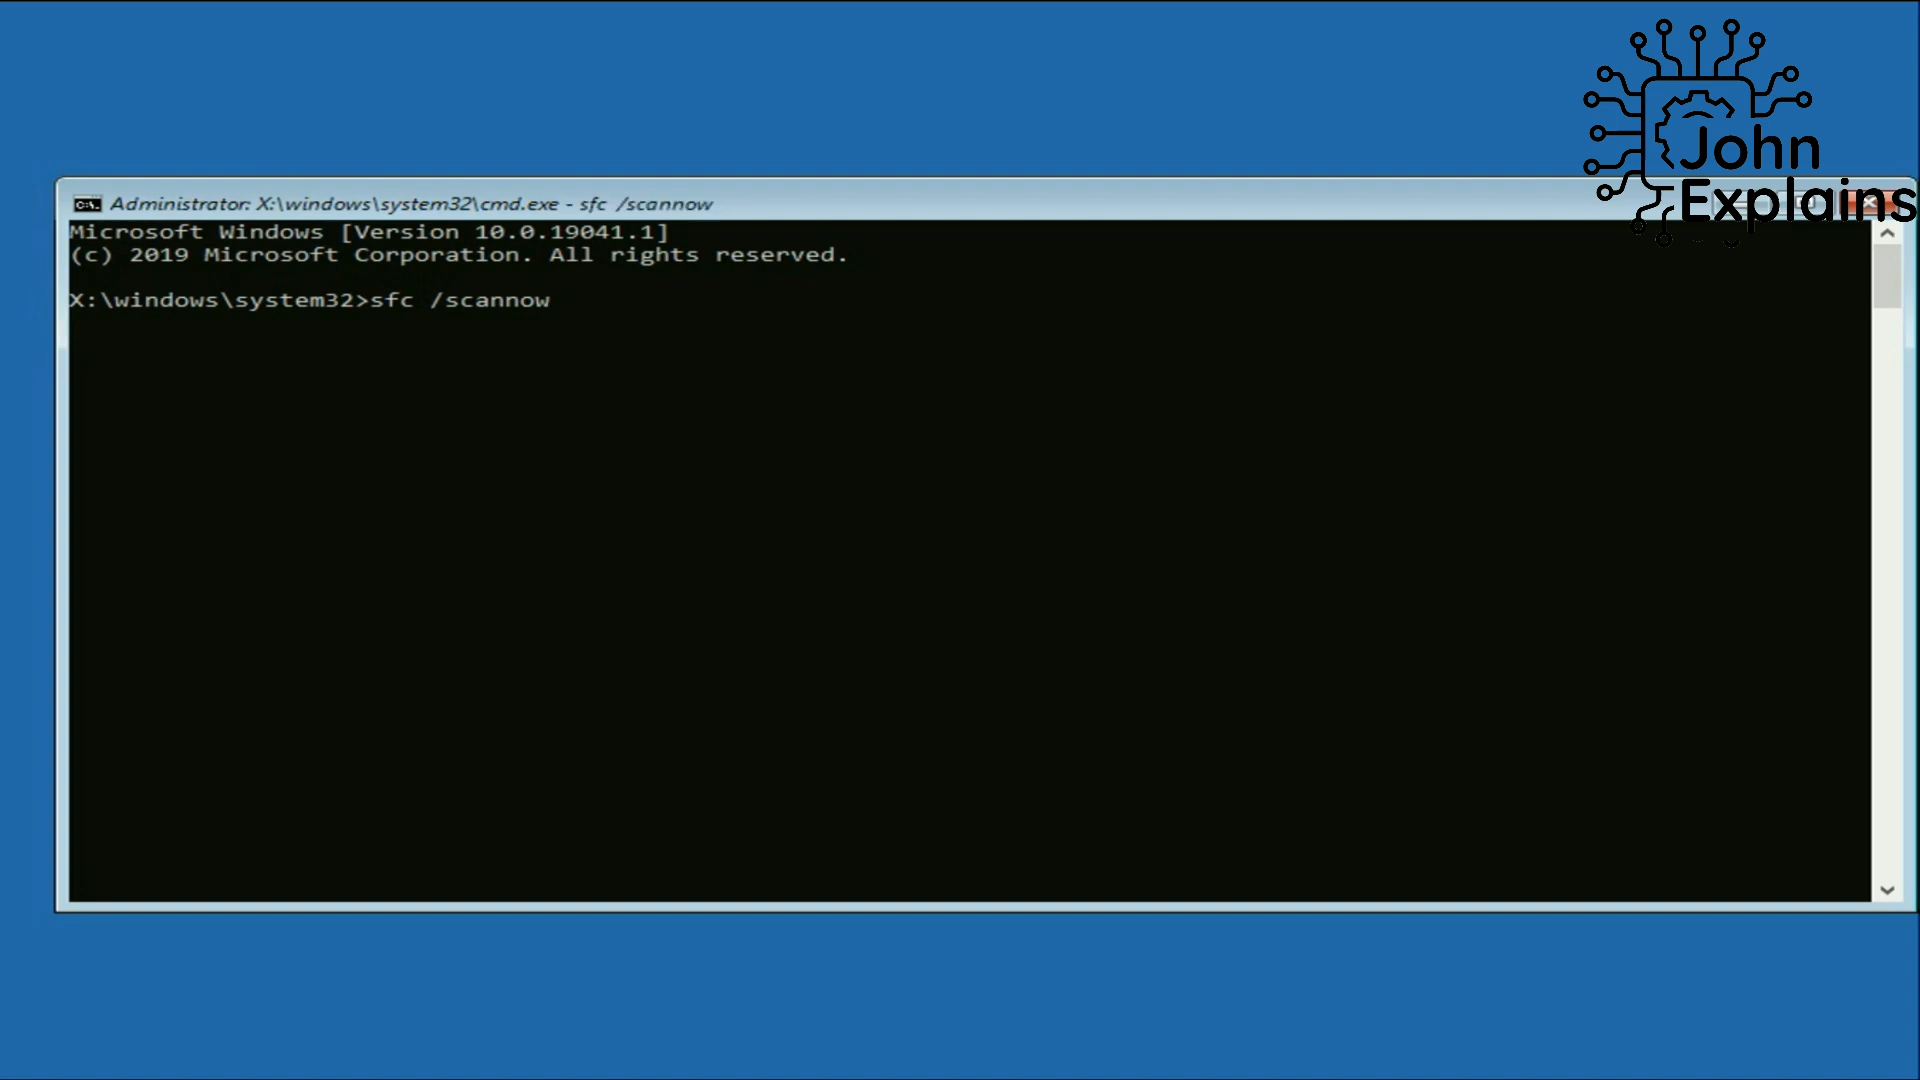 John
Explains
Administrator: X:\windows\system32\cmd.exe - sfc /scannow
Microsoft Windows [Version 10.0.19041.1]
(c) 2019 Microsoft Corporation. All rights reserved.
X:\windows\system32>sfc /scannow